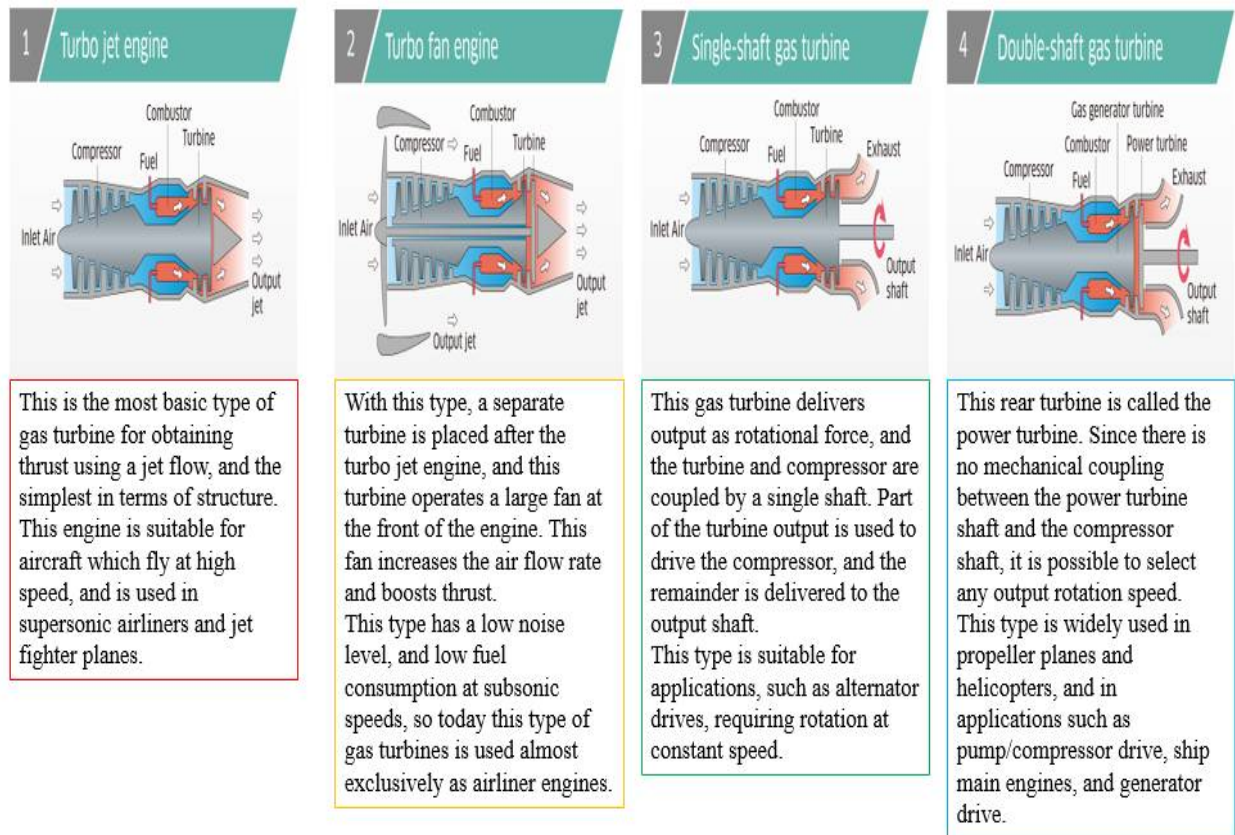 1 Turbo jet engine
Combustor
Compressor
Fuel
Turbine
Inlet Air
Output
jet
This is the most basic type of
gas turbine for obtaining
thrust using a jet flow, and the
simplest in terms of structure.
This engine is suitable for
aircraft which fly at high
speed, and is used in
supersonic airliners and jet
fighter planes.
2 Turbo fan engine
Combustor
Compressor
Fuel
Turbine
Inlet Air
Output
jet
Output jet
With this type, a separate
turbine is placed after the
turbo jet engine, and this
turbine operates a large fan at
the front of the engine. This
fan increases the air flow rate
and boosts thrust.
This type has a low noise
level, and low fuel
consumption at subsonic
speeds, so today this type of
gas turbines is used almost
exclusively as airliner engines.
3 Single-shaft gas turbine
Combustor
Compressor
Fuel
Turbine
Exhaust
Inlet Air
Output
shaft
This gas turbine delivers
output as rotational force, and
the turbine and compressor are
coupled by a single shaft. Part
of the turbine output is used to
drive the compressor, and the
remainder is delivered to the
output shaft.
This type is suitable for
applications, such as alternator
drives, requiring rotation at
constant speed.
4 Double-shaft gas turbine
Gas generator turbine
Combustor
Power turbine
Compressor
Fuel
Exhaust
Inlet Air
Output
shaft
This rear turbine is called the
power turbine. Since there is
no mechanical coupling
between the power turbine
shaft and the compressor
shaft, it is possible to select
any output rotation speed.
This type is widely used in
propeller planes and
helicopters, and in
applications such as
pump/compressor drive, ship
main engines, and generator
drive.